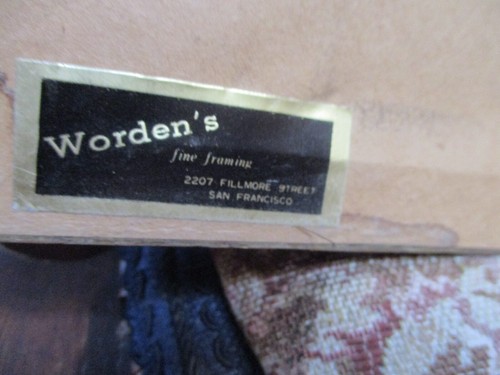 Worden's
fine framing
2207 FILLMORE STREET
SAN FRANCISCO